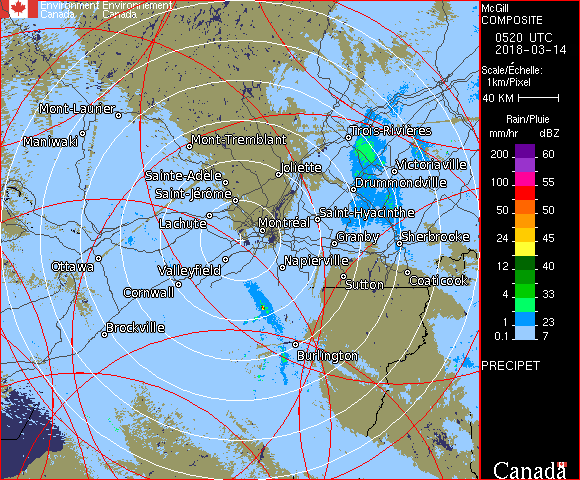 Environment Environnement
Canada Canada
McGill
COMPOSITE
0520 UTC
2018-03-14
Scale/Échelle:
1km/Pixel
40 KM
Rain/Pluie
mm/hr dBZ
200 60
100 55
50 50
24 45
12 40
4 33
1 23
0.1 7
PRECIPET
Canada
Mont-Laurier
Maniwaki
Mont-Tremblant
Trois-Rivières
Joliette
Victoriaville
Sainte-Adèle
Drummondville
Saint-Jérôme
Saint-Hyacinthe
Lachute
Montréal
Granby
Sherbrooke
Ottawa
Valleyfield
Napierville
Cornwall
Sutton
Coaticook
Brockville
Burlington